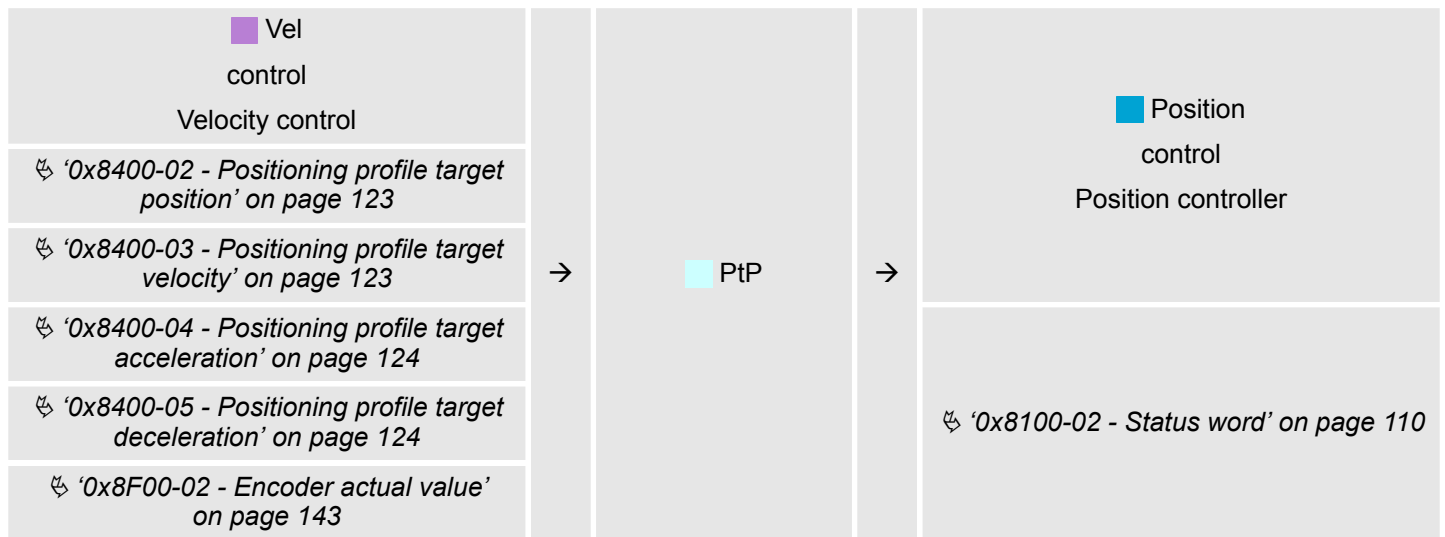 Vel
control
Velocity control
'0x8400-02 - Positioning profile target
position' on page 123
'0x8400-03 - Positioning profile target
velocity' on page 123
'0x8400-04 - Positioning profile target
acceleration' on page 124
'0x8400-05 - Positioning profile target
deceleration' on page 124
'0x8F00-02 - Encoder actual value'
on page 143
→
PtP
→
Position
control
Position controller
'0x8100-02 - Status word' on page 110